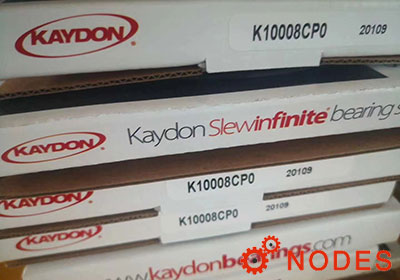 KAYDON® K10008CP0 20109
KAYDON® Kaydon Slewinfinite® bearing s
KAYDON K10008CP0 20109
KAYDON K10008CP0 20109
www.kaydonbearings.com
NODES